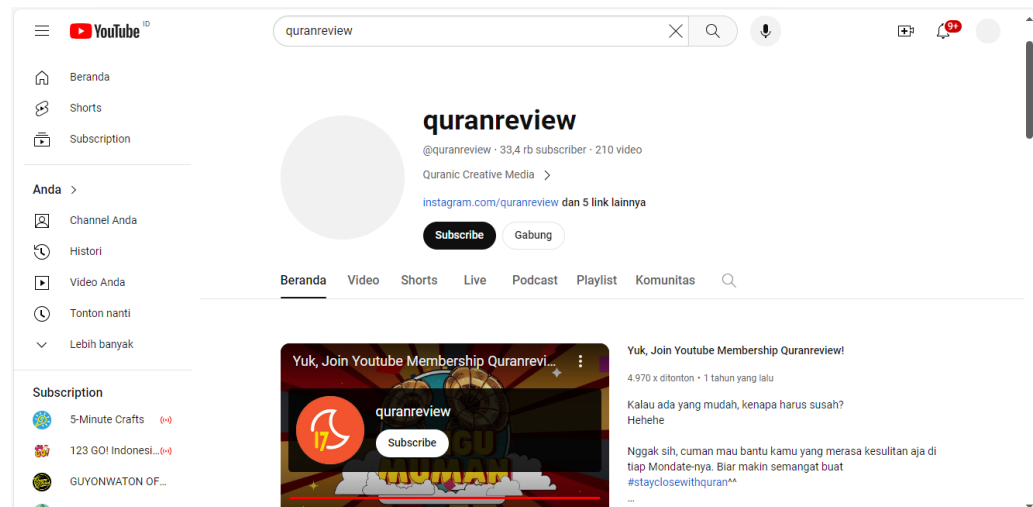 YouTube ID
quranreview
9+
Beranda
Shorts
Subscription
Anda
Channel Anda
Histori
Video Anda
Tonton nanti
Lebih banyak
Subscription
5-Minute Crafts
123 GO! Indonesi...
GUYONWATON OF...
quranreview
@quranreview · 33,4 rb subscriber · 210 video
Quranic Creative Media
instagram.com/quranreview dan 5 link lainnya
Subscribe Gabung
Beranda Video Shorts Live Podcast Playlist Komunitas
Yuk, Join Youtube Membership Quranrevi...
17
quranreview
Subscribe
Yuk, Join Youtube Membership Quranreview!
4.970 x ditonton • 1 tahun yang lalu
Kalau ada yang mudah, kenapa harus susah?
Hehehe
Nggak sih, cuman mau bantu kamu yang merasa kesulitan aja di
tiap Mondate-nya. Biar makin semangat buat
#stayclosewithquran^^
...